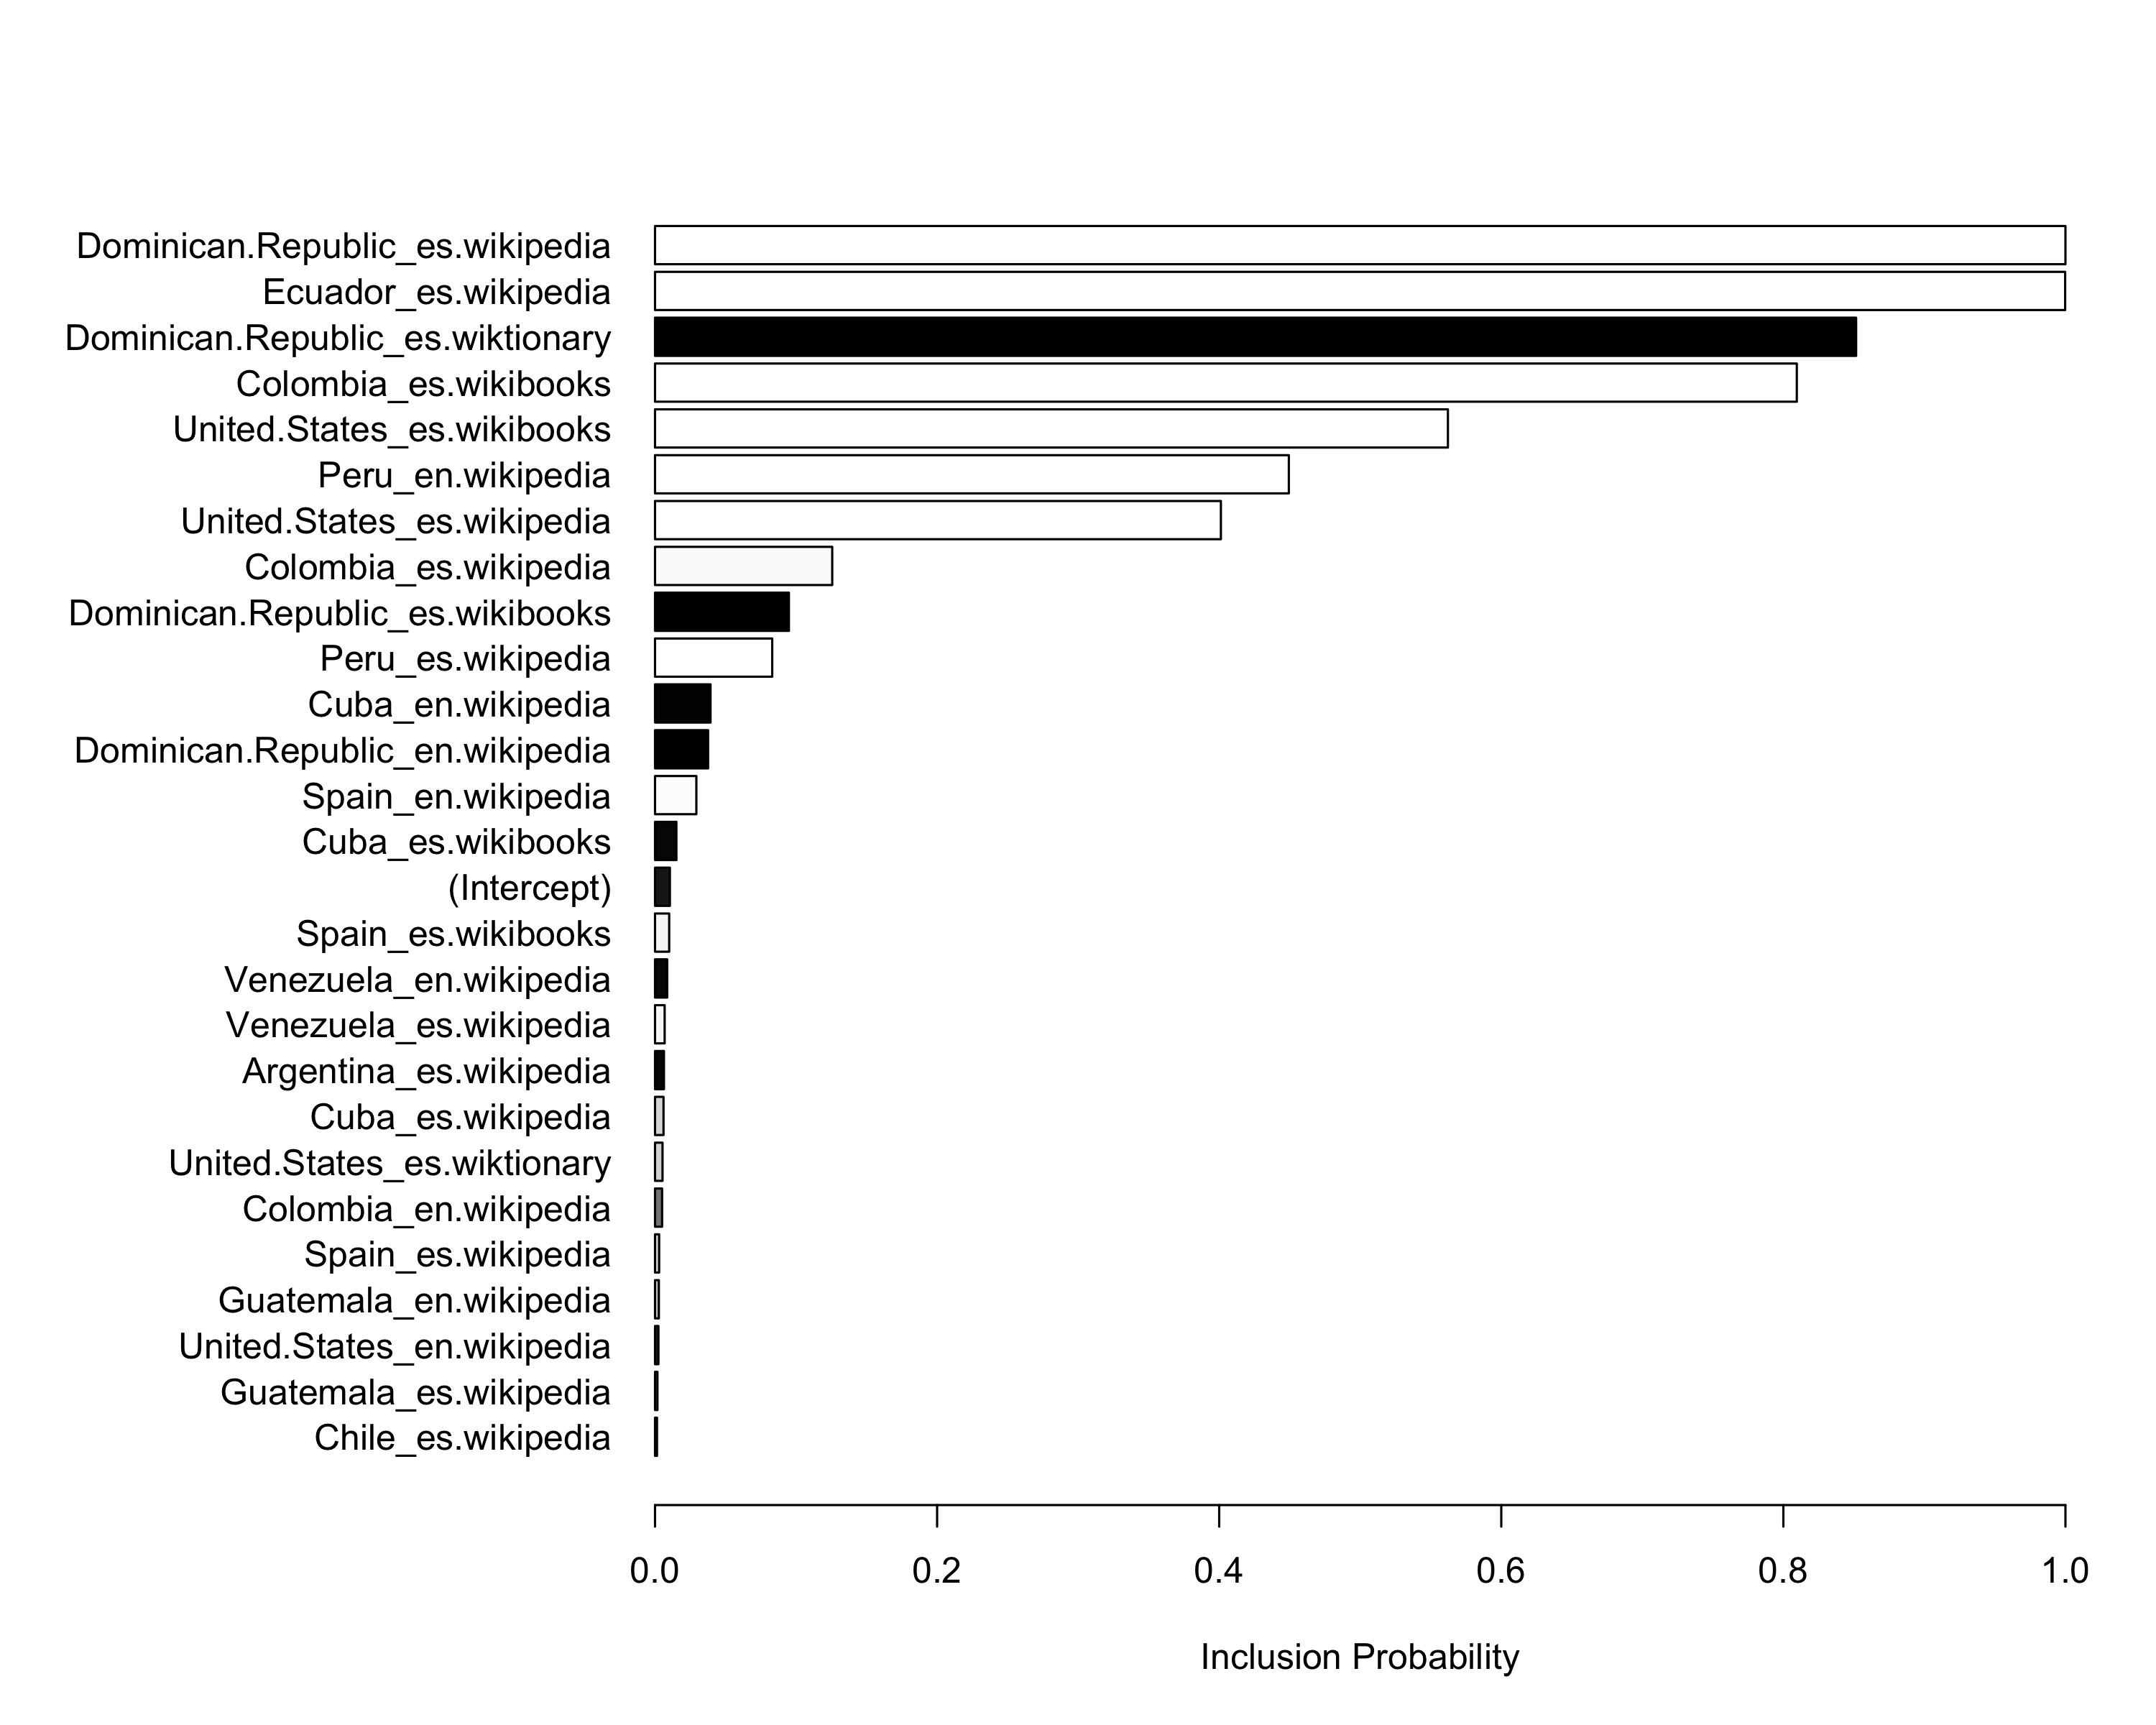 Dominican.Republic_es.wikipedia
Ecuador_es.wikipedia
Dominican.Republic_es.wiktionary
Colombia_es.wikibooks
United.States_es.wikibooks
Peru_en.wikipedia
United.States_es.wikipedia
Colombia_es.wikipedia
Dominican.Republic_es.wikibooks
Peru_es.wikipedia
Cuba_en.wikipedia
Dominican.Republic_en.wikipedia
Spain_en.wikipedia
Cuba_es.wikibooks
(Intercept)
Spain_es.wikibooks
Venezuela_en.wikipedia
Venezuela_es.wikipedia
Argentina_es.wikipedia
Cuba_es.wikipedia
United.States_es.wiktionary
Colombia_en.wikipedia
Spain_es.wikipedia
Guatemala_en.wikipedia
United.States_en.wikipedia
Guatemala_es.wikipedia
Chile_es.wikipedia
0.0 0.2 0.4 0.6 0.8 1.0
Inclusion Probability